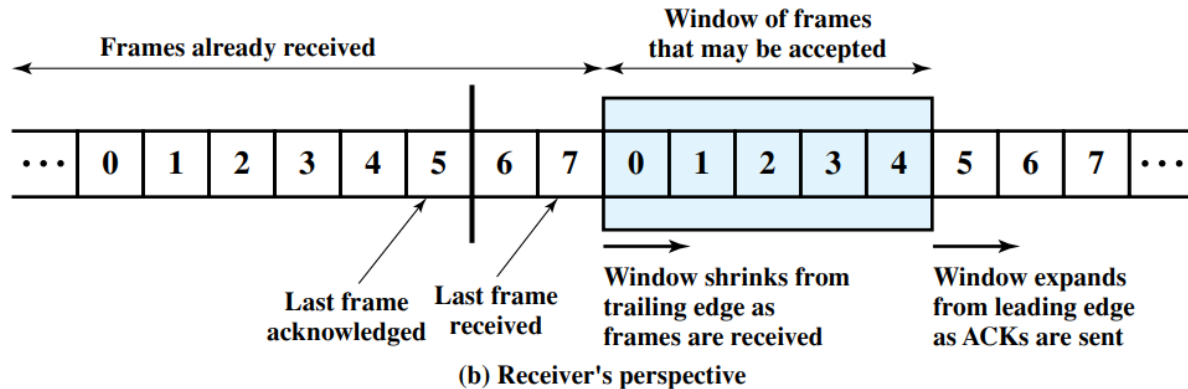 Frames already received
Window of frames
that may be accepted
··· 0 1 2 3 4 5 6 7 0 1 2 3 4 5 6 7 ···
Last frame
acknowledged
Last frame
received
Window shrinks from
trailing edge as
frames are received
Window expands
from leading edge
as ACKs are sent
(b) Receiver's perspective